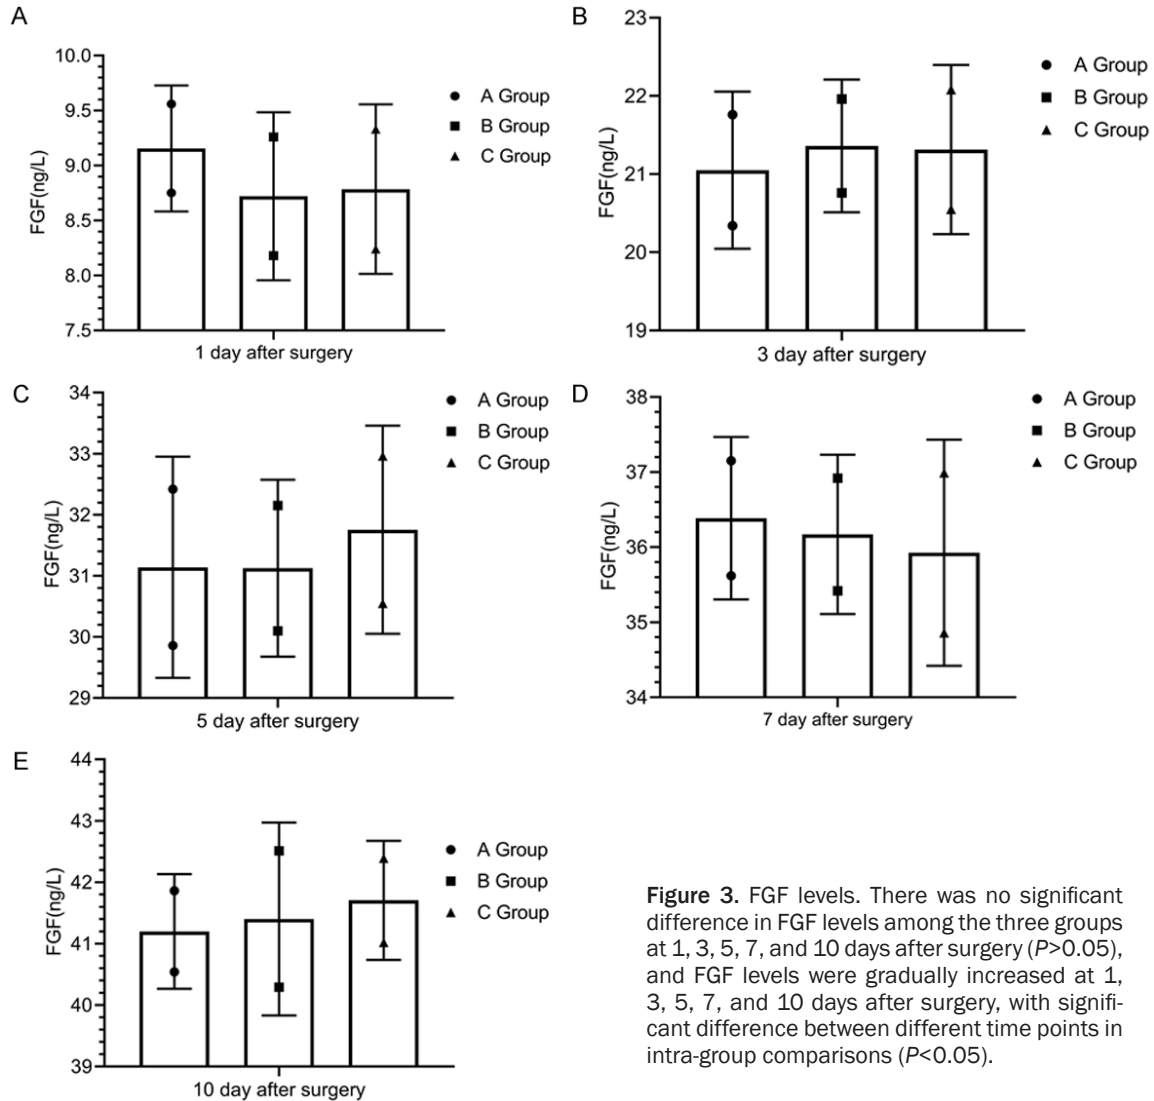 A
10.0
9.5
9.0
8.5
8.0
7.5
FGF(ng/L)
1 day after surgery
A Group
B Group
C Group
B
23
22
21
20
19
FGF(ng/L)
3 day after surgery
A Group
B Group
C Group
C
34
33
32
31
30
29
FGF(ng/L)
5 day after surgery
A Group
B Group
C Group
D
38
37
36
35
34
FGF(ng/L)
7 day after surgery
A Group
B Group
C Group
E
44
43
42
41
40
39
FGF(ng/L)
10 day after surgery
A Group
B Group
C Group
Figure 3. FGF levels. There was no significant
difference in FGF levels among the three groups
at 1, 3, 5, 7, and 10 days after surgery (P>0.05),
and FGF levels were gradually increased at 1,
3, 5, 7, and 10 days after surgery, with signifi-
cant difference between different time points in
intra-group comparisons (P<0.05).